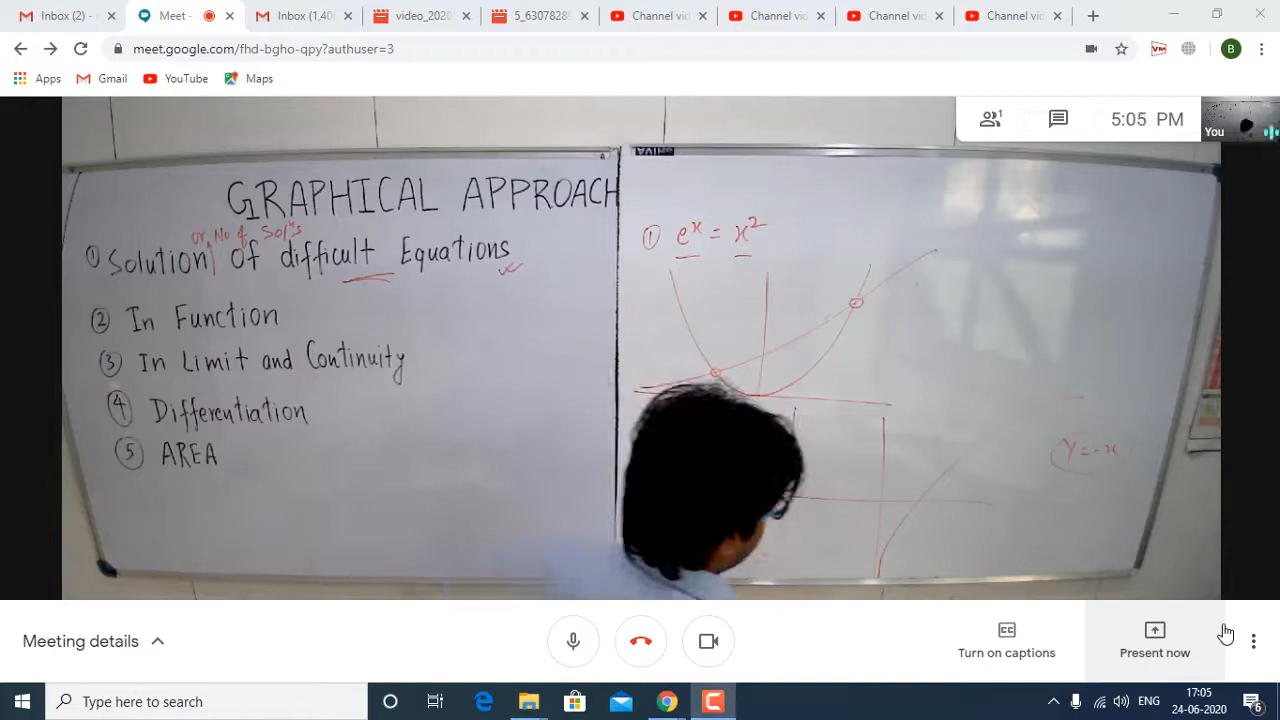 Inbox (2) -
Meet -
Inbox (1,40
video_2020
5_6307828
Channel vid
Channel vid
Channel vid
Channel vid
meet.google.com/fhd-bgho-qpy?authuser=3
B
Apps
Gmail
YouTube
Maps
1
5:05 PM
You
GRAPHICAL APPROACH
or No of Sol^ns
① Solution of difficult Equations
② In Function
③ In Limit and Continuity
④ Differentiation
⑤ AREA
① e^x = x^2
y = -x
Meeting details
Turn on captions
Present now
Type here to search
ENG
17:05
24-06-2020
6